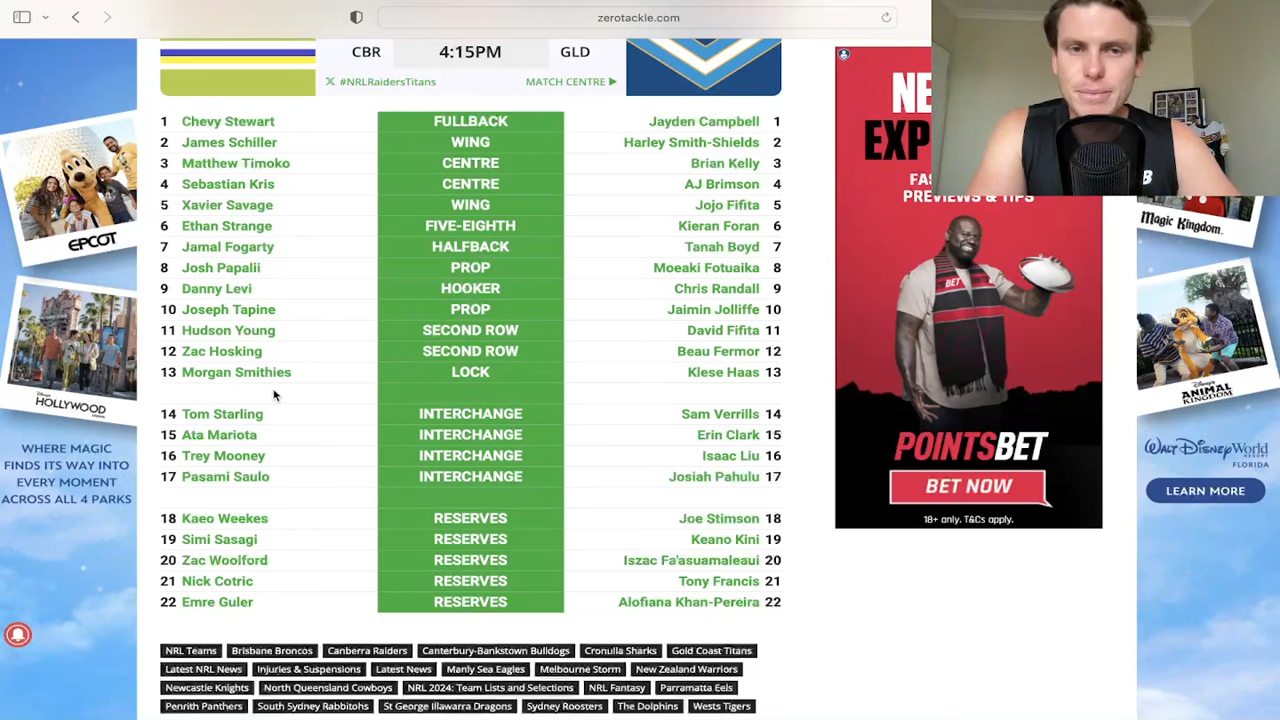 zerotackle.com
CBR 4:15PM GLD
#NRLRaidersTitans MATCH CENTRE ▶
1 Chevy Stewart FULLBACK Jayden Campbell 1
2 James Schiller WING Harley Smith-Shields 2
3 Matthew Timoko CENTRE Brian Kelly 3
4 Sebastian Kris CENTRE AJ Brimson 4
5 Xavier Savage WING Jojo Fifita 5
6 Ethan Strange FIVE-EIGHTH Kieran Foran 6
7 Jamal Fogarty HALFBACK Tanah Boyd 7
8 Josh Papalii PROP Moeaki Fotuaika 8
9 Danny Levi HOOKER Chris Randall 9
10 Joseph Tapine PROP Jaimin Jolliffe 10
11 Hudson Young SECOND ROW David Fifita 11
12 Zac Hosking SECOND ROW Beau Fermor 12
13 Morgan Smithies LOCK Klese Haas 13
14 Tom Starling INTERCHANGE Sam Verrills 14
15 Ata Mariota INTERCHANGE Erin Clark 15
16 Trey Mooney INTERCHANGE Isaac Liu 16
17 Pasami Saulo INTERCHANGE Josiah Pahulu 17
18 Kaeo Weekes RESERVES Joe Stimson 18
19 Simi Sasagi RESERVES Keano Kini 19
20 Zac Woolford RESERVES Iszac Fa'asuamaleaui 20
21 Nick Cotric RESERVES Tony Francis 21
22 Emre Guler RESERVES Alofiana Khan-Pereira 22
NRL Teams Brisbane Broncos Canberra Raiders Canterbury-Bankstown Bulldogs Cronulla Sharks Gold Coast Titans
Latest NRL News Injuries & Suspensions Latest News Manly Sea Eagles Melbourne Storm New Zealand Warriors
Newcastle Knights North Queensland Cowboys NRL 2024: Team Lists and Selections NRL Fantasy Parramatta Eels
Penrith Panthers South Sydney Rabbitohs St George Illawarra Dragons Sydney Roosters The Dolphins Wests Tigers
EPCOT
Disney
HOLLYWOOD
STUDIOS
WHERE MAGIC
FINDS ITS WAY INTO
EVERY MOMENT
ACROSS ALL 4 PARKS
NE
EXP
FAS
PREVIEWS & TIPS
BET
POINTSBET
BET NOW
18+ only. T&Cs apply.
Magic Kingdom
Disney's
ANIMAL
KINGDOM
Walt Disney World
RESORT
FLORIDA
LEARN MORE